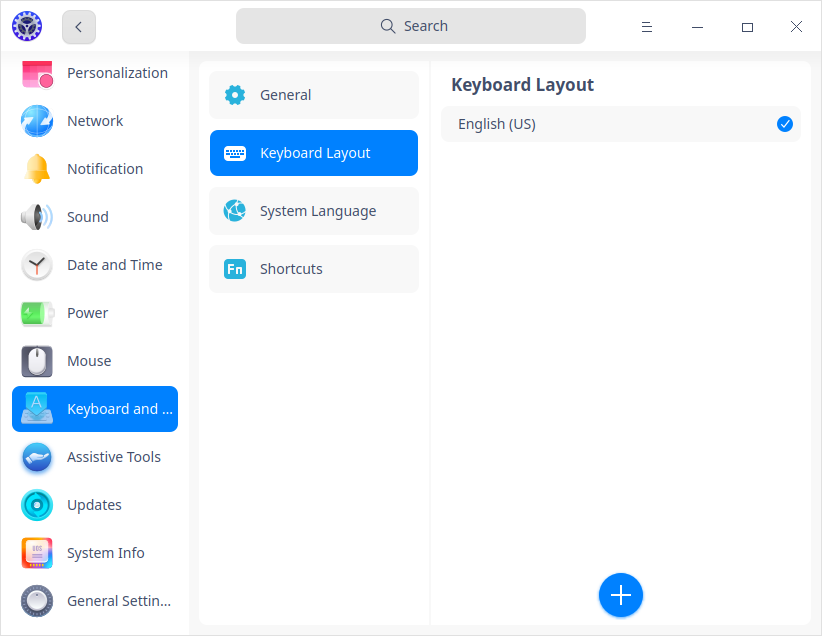 Search
Personalization
Network
Notification
Sound
Date and Time
Power
Mouse
Keyboard and ...
Assistive Tools
Updates
System Info
General Settin...
General
Keyboard Layout
System Language
Fn
Shortcuts
Keyboard Layout
English (US)